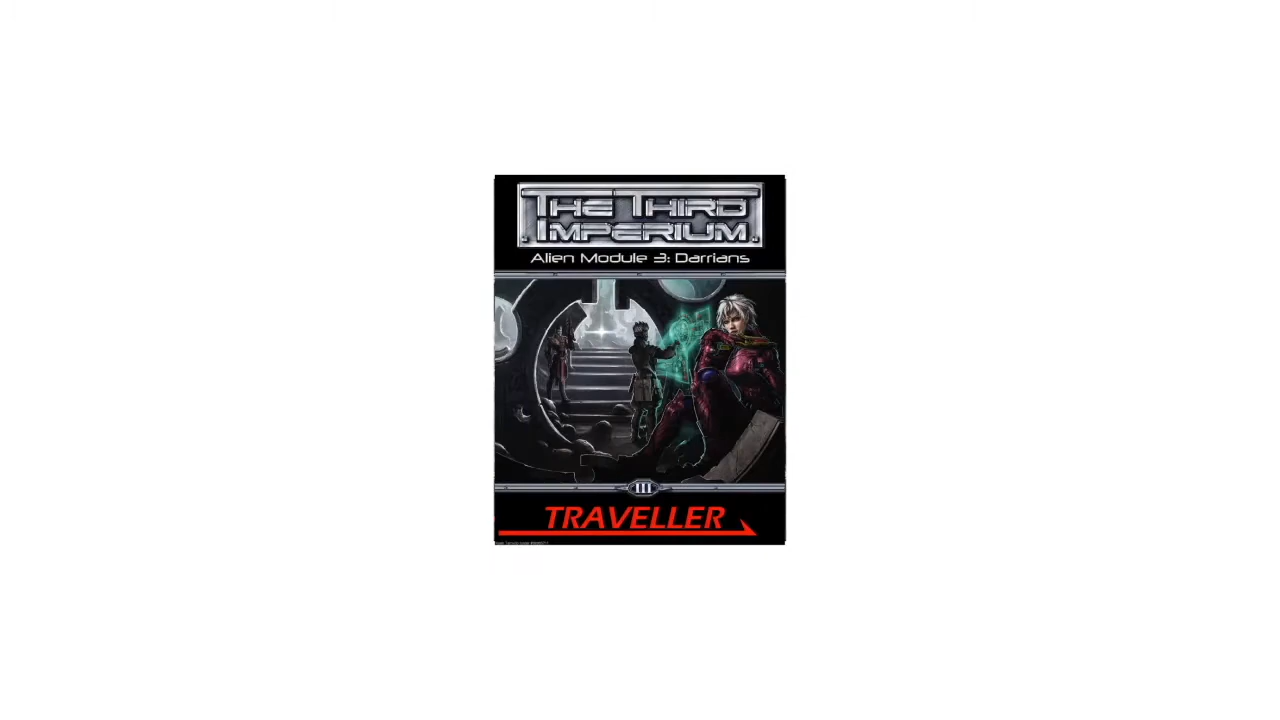 THE THIRD
IMPERIUM
Alien Module 3: Darrians
III
TRAVELLER